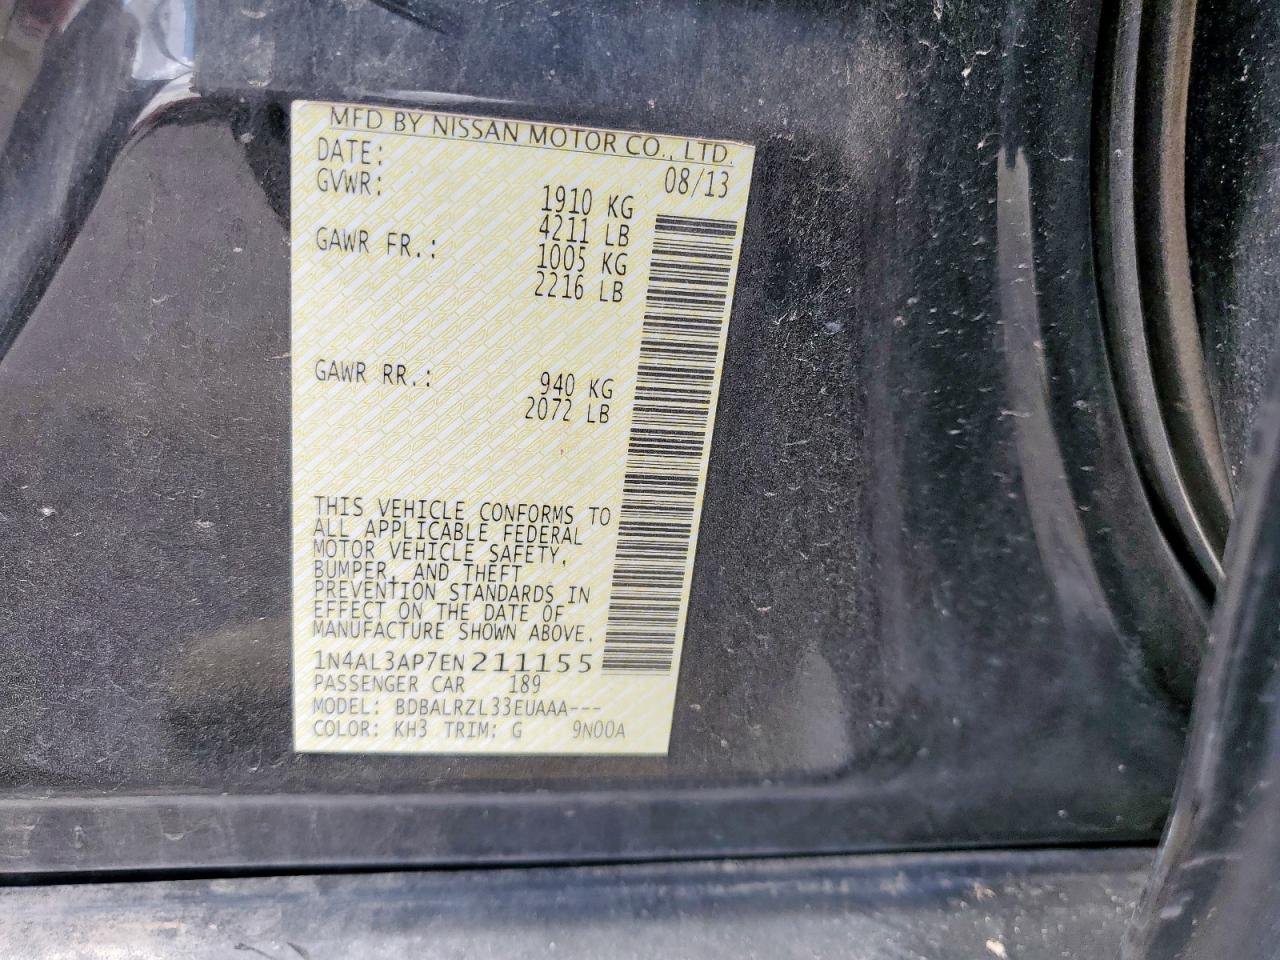 MFD BY NISSAN MOTOR CO., LTD.
DATE: 08/13
GVWR: 1910 KG
4211 LB
GAWR FR.: 1005 KG
2216 LB
GAWR RR.: 940 KG
2072 LB
THIS VEHICLE CONFORMS TO
ALL APPLICABLE FEDERAL
MOTOR VEHICLE SAFETY,
BUMPER, AND THEFT
PREVENTION STANDARDS IN
EFFECT ON THE DATE OF
MANUFACTURE SHOWN ABOVE.
1N4AL3AP7EN211155
PASSENGER CAR 189
MODEL: BDBALRZL33EUAAA---
COLOR: KH3 TRIM: G 9N00A